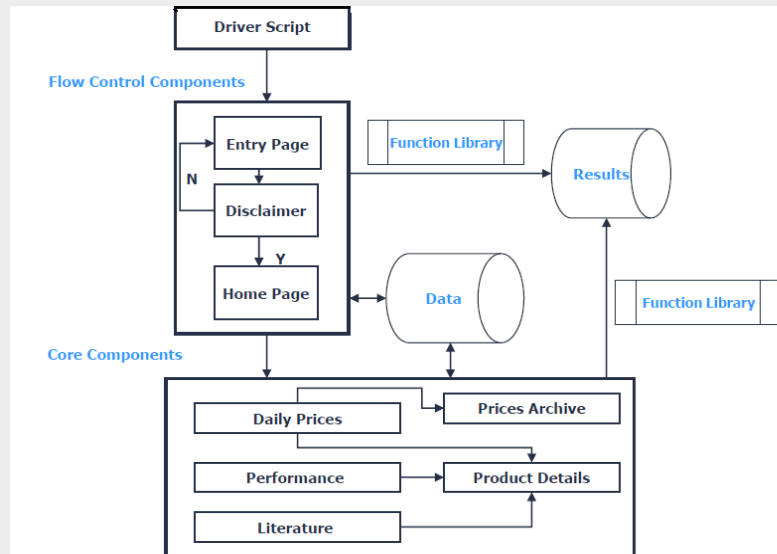 Driver Script
Flow Control Components
Entry Page
Function Library
N
Results
Disclaimer
Y
Home Page
Data
Function Library
Core Components
Prices Archive
Daily Prices
Performance
Product Details
Literature